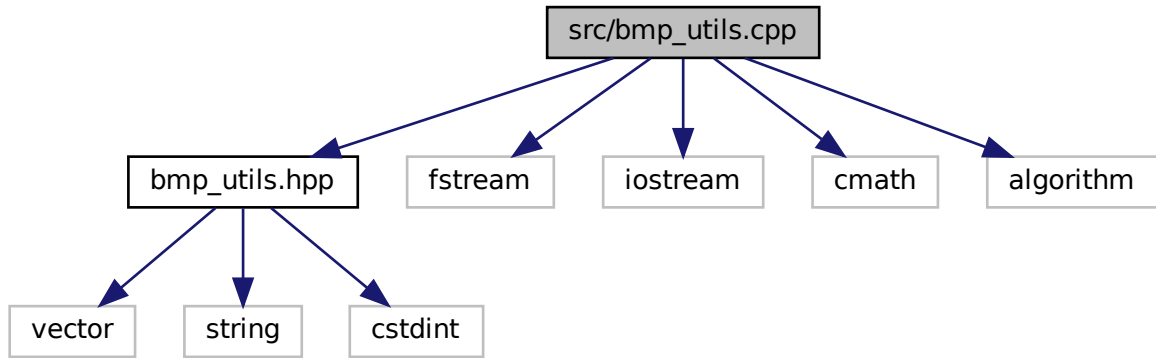 src/bmp_utils.cpp
bmp_utils.hpp
fstream
iostream
cmath
algorithm
vector
string
cstdint